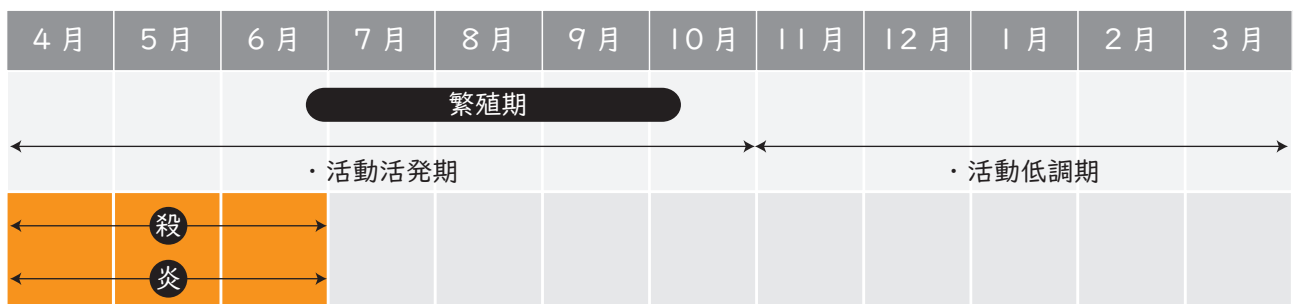 4月 5月 6月 7月 8月 9月 10月 11月 12月 1月 2月 3月
繁殖期
・活動活発期 ・活動低調期
殺
炎